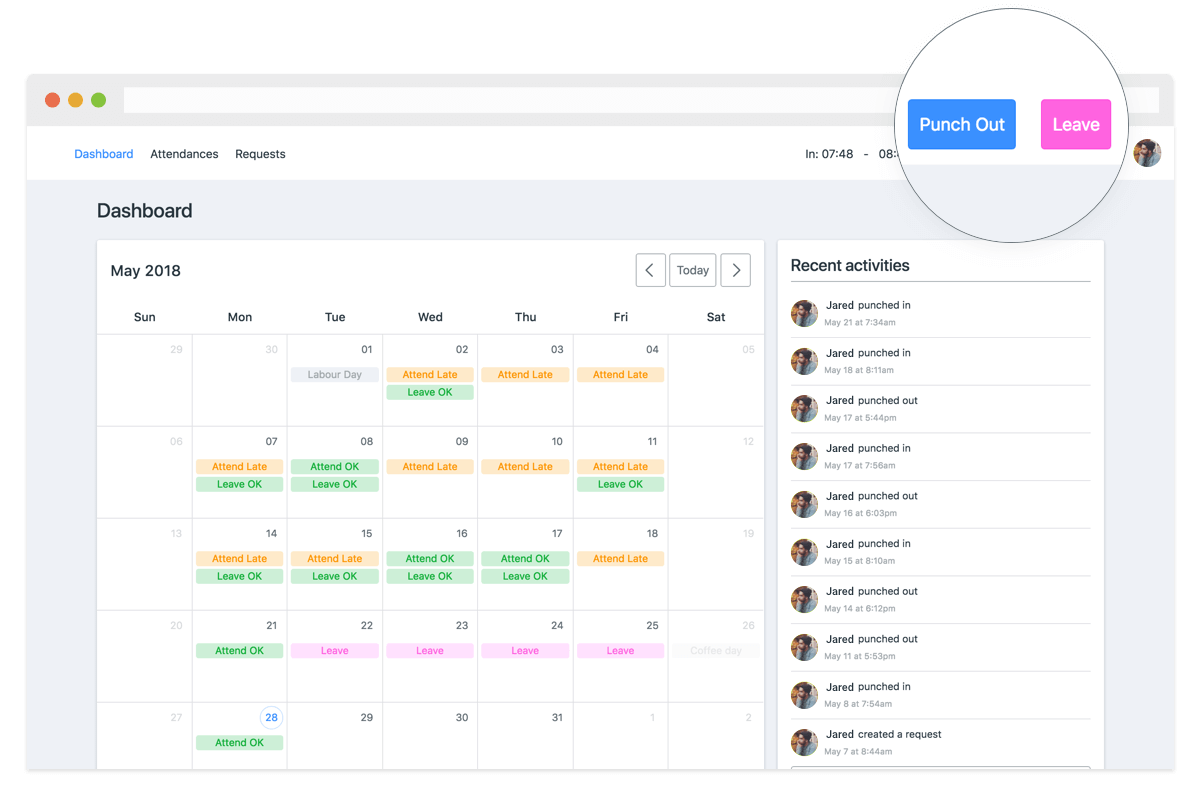 Punch Out Leave
Dashboard Attendances Requests In: 07:48 - 08:
Dashboard
May 2018 Today
Sun Mon Tue Wed Thu Fri Sat
29 30 01 02 03 04 05
Labour Day Attend Late Attend Late Attend Late
Leave OK
06 07 08 09 10 11 12
Attend Late Attend OK Attend Late Attend Late Attend Late
Leave OK Leave OK Leave OK
13 14 15 16 17 18 19
Attend Late Attend Late Attend OK Attend OK Attend Late
Leave OK Leave OK Leave OK Leave OK
20 21 22 23 24 25 26
Attend OK Leave Leave Leave Leave Coffee day
27 28 29 30 31 1 2
Attend OK
Recent activities
Jared punched in
May 21 at 7:34am
Jared punched in
May 18 at 8:11am
Jared punched out
May 17 at 5:44pm
Jared punched in
May 17 at 7:56am
Jared punched out
May 16 at 6:03pm
Jared punched in
May 15 at 8:10am
Jared punched out
May 14 at 6:12pm
Jared punched out
May 11 at 5:53pm
Jared punched in
May 8 at 7:54am
Jared created a request
May 7 at 8:44am